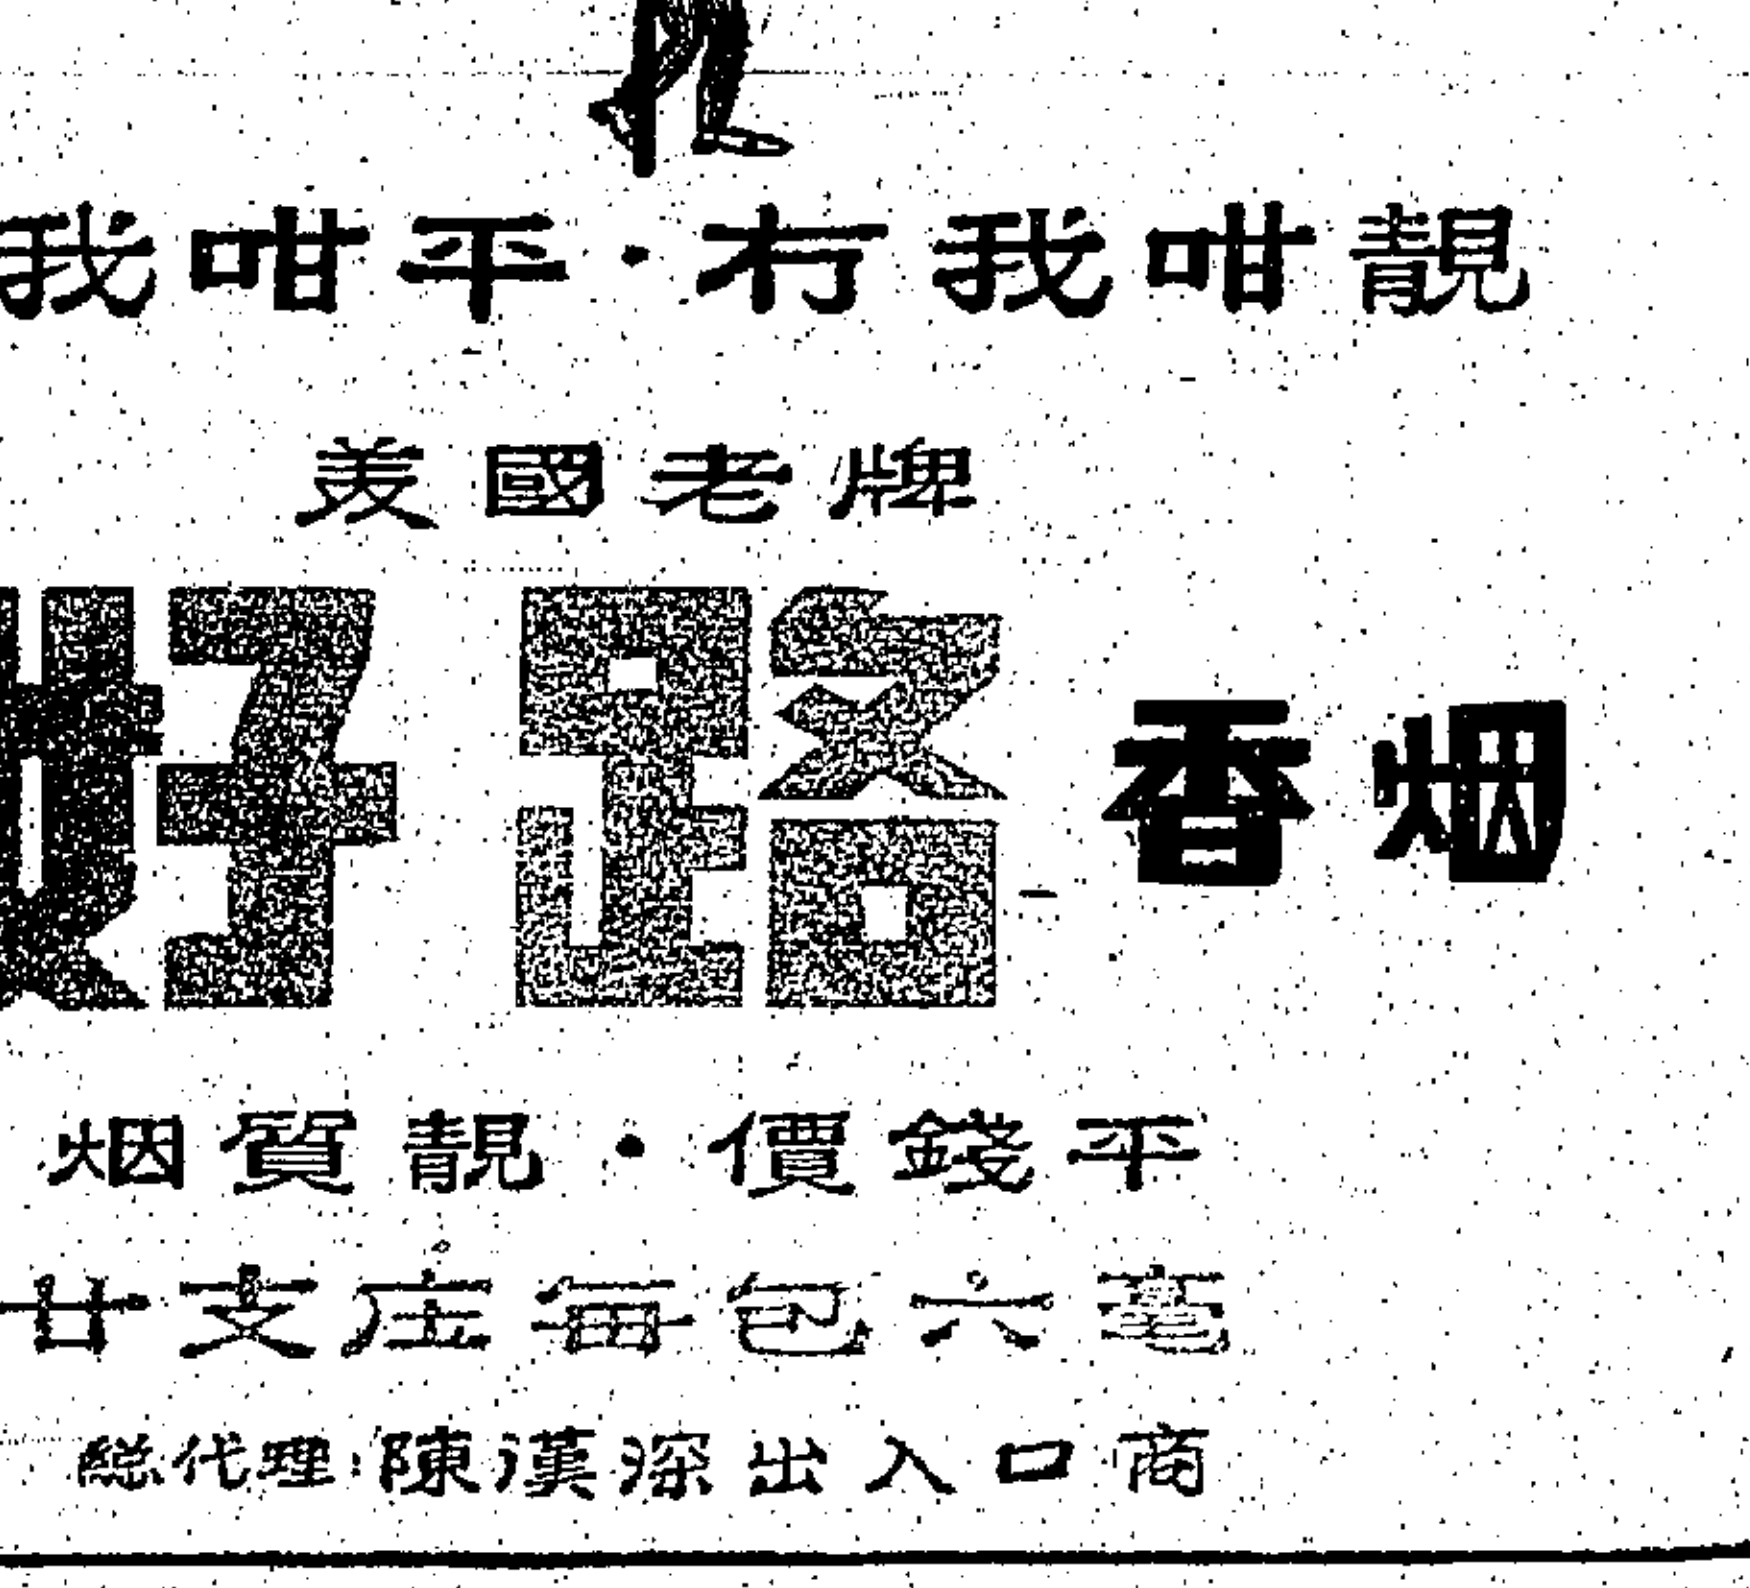 我咁平·冇我咁靚
美國老牌
好路香烟
烟質靚·價錢平
廿支庄每包六毫
総代理:陳漢深出入口商